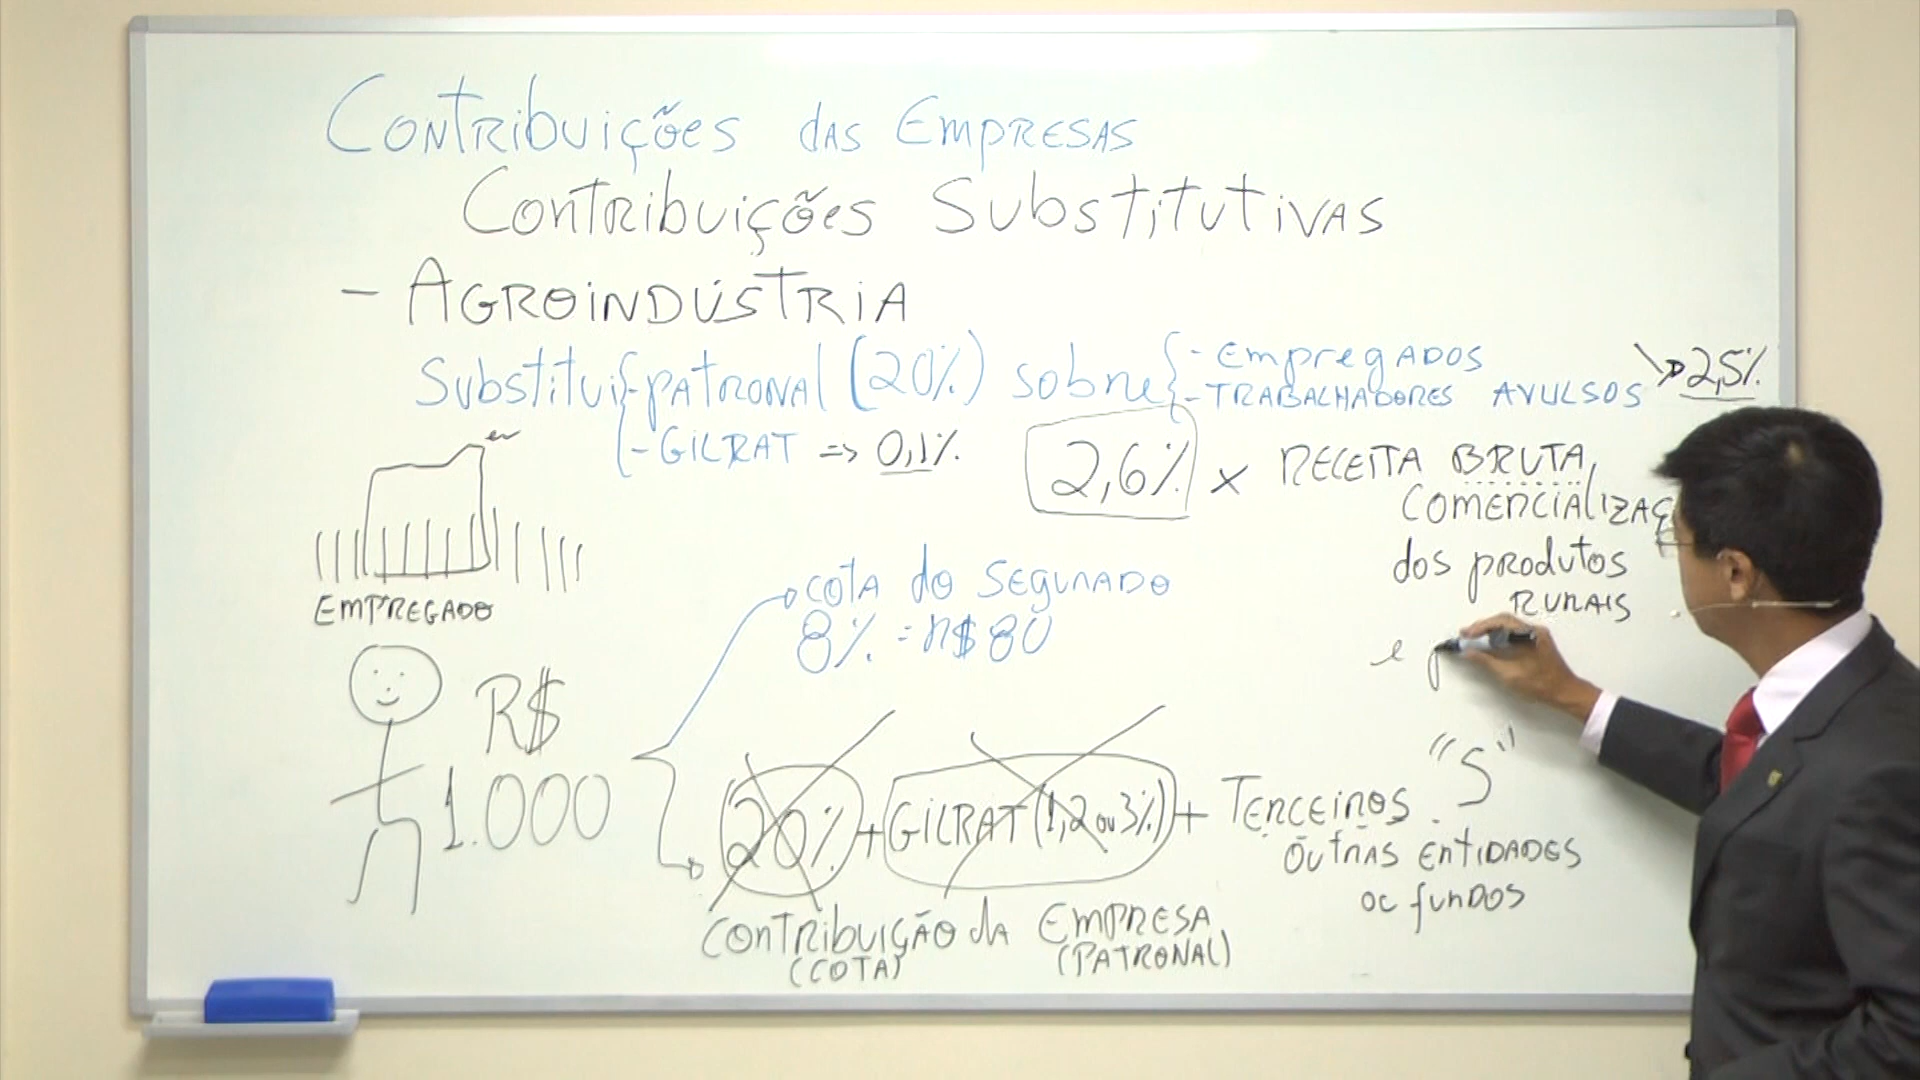 Contribuições das Empresas
Contribuições Substitutivas
- Agroindústria
Substitui {- patronal (20%) sobre {- Empregados
- Trabalhadores avulsos → 2,5%
- GILRAT => 0,1%
2,6% x Receita bruta,
comercializaç
dos produtos
rurais
e p
Empregado
cota do segurado
8% = R$ 80
R$
1.000
20% + GILRAT (1,2 ou 3%) + Terceiros "S"
outras entidades
fundos
contribuição da Empresa
(cota) (patronal)